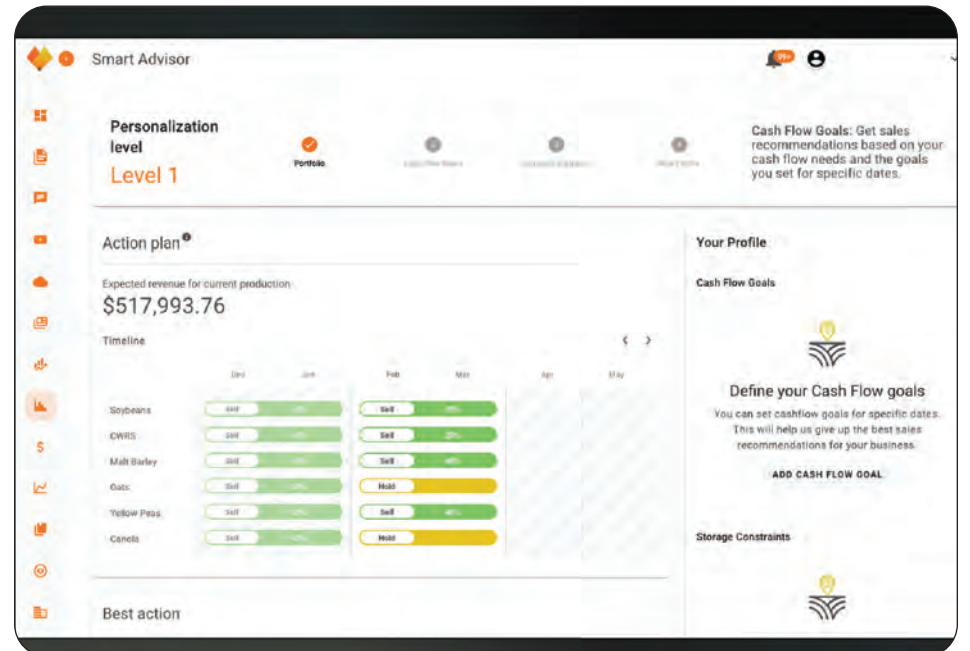 Smart Advisor
99+
Personalization
level
Level 1
Portfolio
Cash Flow Goals: Get sales
recommendations based on your
cash flow needs and the goals
you set for specific dates.
Action plan
Expected revenue for current production
$517,993.76
Timeline
Dec Jan Feb Mar Apr May
Soybeans Sell Sell
CWRS Sell Sell 20%
Malt Barley Sell Sell
Oats Sell Hold
Yellow Peas Sell Sell
Canola Sell Hold
Best action
Your Profile
Cash Flow Goals
Define your Cash Flow goals
You can set cashflow goals for specific dates.
This will help us give up the best sales
recommendations for your business.
ADD CASH FLOW GOAL
Storage Constraints